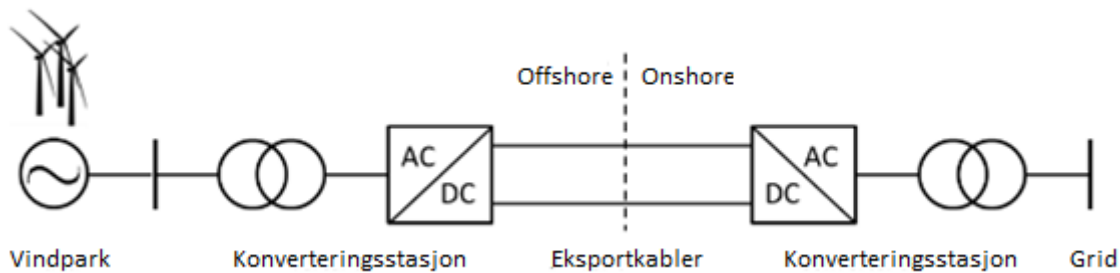 Offshore
Onshore
AC
DC
AC
DC
Vindpark
Konverteringsstasjon
Eksportkabler
Konverteringsstasjon
Grid